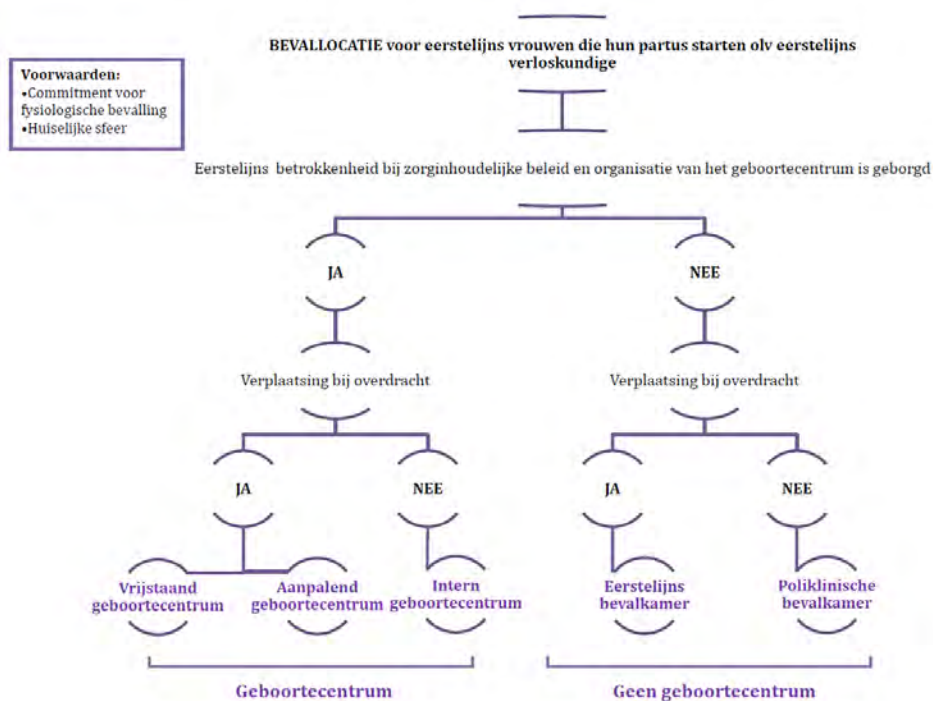 BEVALLOCATIE voor eerstelijns vrouwen die hun partus starten olv eerstelijns
verloskundige
Voorwaarden:
•Commitment voor
fysiologische bevalling
•Huiselijke sfeer
Eerstelijns betrokkenheid bij zorginhoudelijke beleid en organisatie van het geboortecentrum is geborgd
JA
NEE
Verplaatsing bij overdracht
Verplaatsing bij overdracht
JA
NEE
JA
NEE
Vrijstaand
geboortecentrum
Aanpalend
geboortecentrum
Intern
geboortecentrum
Eerstelijns
bevalkamer
Poliklinische
bevalkamer
Geboortecentrum
Geen geboortecentrum